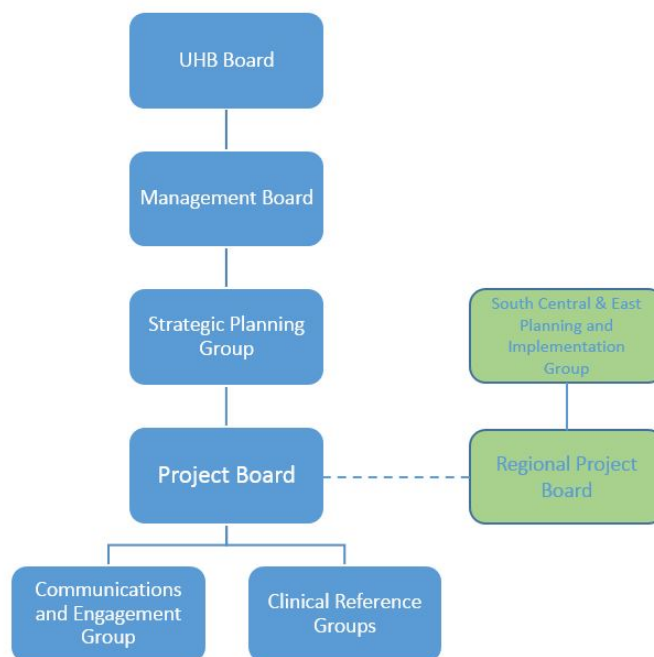 UHB Board
Management Board
Strategic Planning
Group
South Central & East
Planning and
Implementation
Group
Project Board
Regional Project
Board
Communications
and Engagement
Group
Clinical Reference
Groups